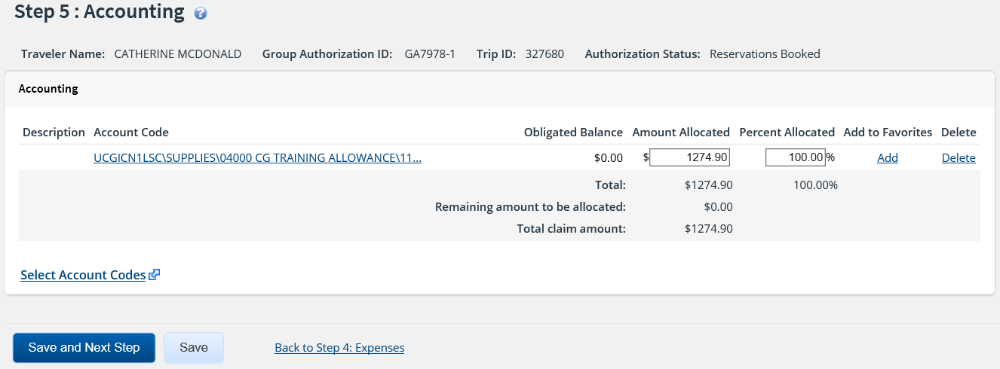 Step 5 : Accounting ?
Traveler Name: CATHERINE MCDONALD Group Authorization ID: GA7978-1 Trip ID: 327680 Authorization Status: Reservations Booked
Accounting
Description Account Code Obligated Balance Amount Allocated Percent Allocated Add to Favorites Delete
UCGICN1LSC\SUPPLIES\04000 CG TRAINING ALLOWANCE\11... $0.00 $ 1274.90 100.00 % Add Delete
Total: $1274.90 100.00%
Remaining amount to be allocated: $0.00
Total claim amount: $1274.90
Select Account Codes
Save and Next Step Save Back to Step 4: Expenses